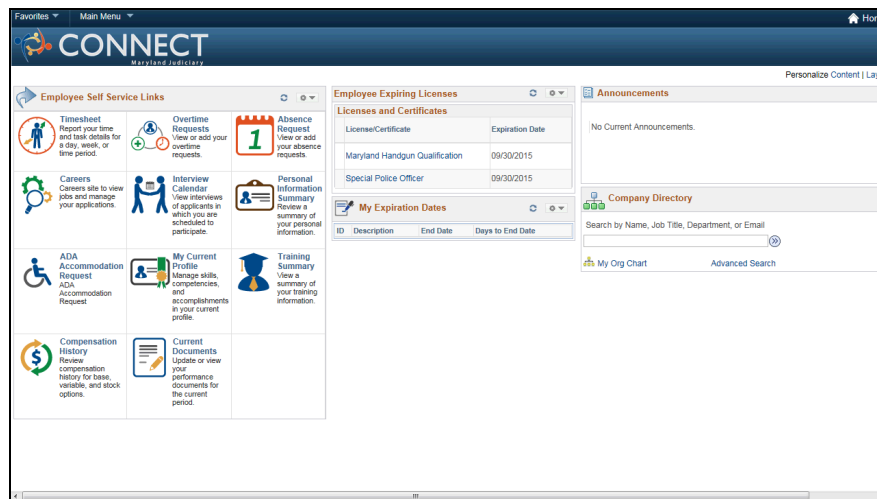 Favorites Main Menu
Hor
CONNECT
Maryland Judiciary
Personalize Content | Lay
Employee Self Service Links
Timesheet
Report your time
and task details for
a day, week, or
time period.
Overtime
Requests
View or add your
overtime
requests.
1
Absence
Request
View or add
your absence
requests.
Careers
Careers site to view
jobs and manage
your applications.
Interview
Calendar
View interviews
of applicants in
which you are
scheduled to
participate.
Personal
Information
Summary
Review a
summary of
your personal
information.
ADA
Accommodation
Request
ADA
Accommodation
Request
My Current
Profile
Manage skills,
competencies,
and
accomplishments
in your current
profile.
Training
Summary
View a
summary of
your training
information.
$
Compensation
History
Review
compensation
history for base,
variable, and stock
options.
Current
Documents
Update or view
your
performance
documents for
the current
period.
Employee Expiring Licenses
Licenses and Certificates
License/Certificate Expiration Date
Maryland Handgun Qualification 09/30/2015
Special Police Officer 09/30/2015
My Expiration Dates
ID Description End Date Days to End Date
Announcements
No Current Announcements.
Company Directory
Search by Name, Job Title, Department, or Email
My Org Chart Advanced Search